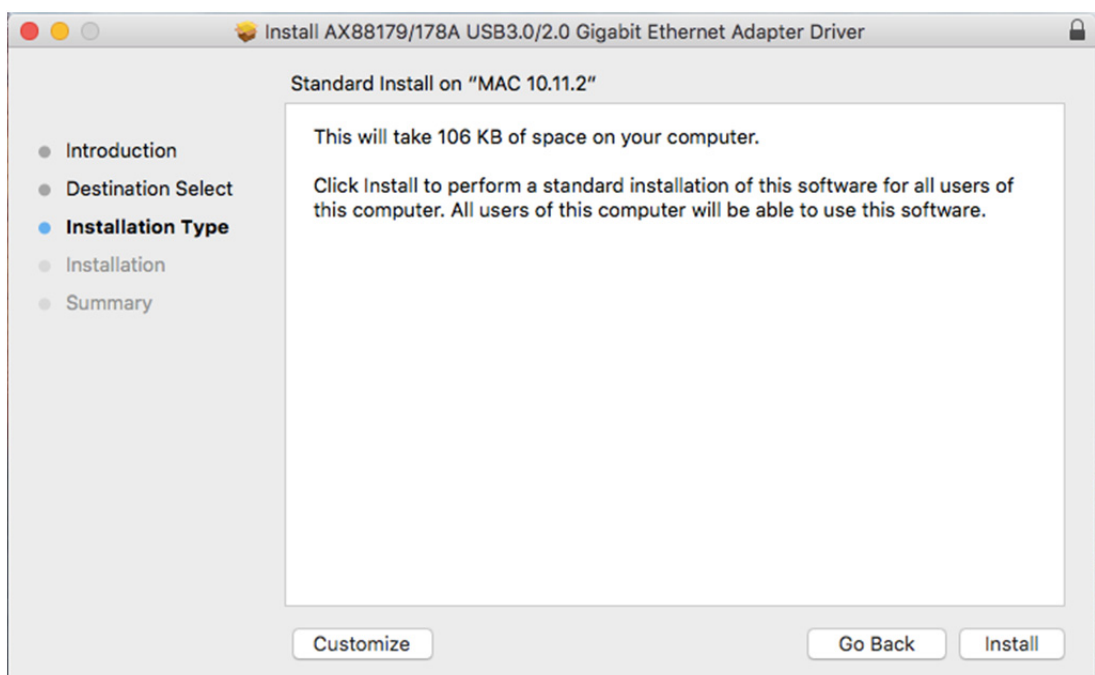 Install AX88179/178A USB3.0/2.0 Gigabit Ethernet Adapter Driver
Standard Install on “MAC 10.11.2”
Introduction
Destination Select
Installation Type
Installation
Summary
This will take 106 KB of space on your computer.
Click Install to perform a standard installation of this software for all users of
this computer. All users of this computer will be able to use this software.
Customize
Go Back
Install